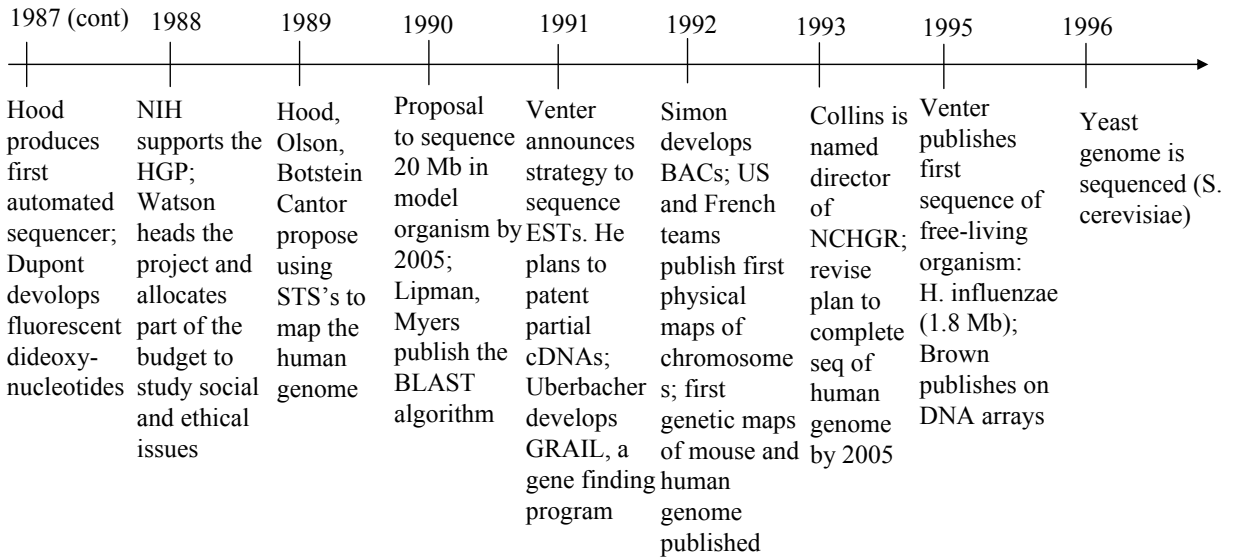 1987 (cont)
1988
1989
1990
1991
1992
1993
1995
1996
Hood
produces
first
automated
sequencer;
Dupont
devolops
fluorescent
dideoxy-
nucleotides
NIH
supports the
HGP;
Watson
heads the
project and
allocates
part of the
budget to
study social
and ethical
issues
Hood,
Olson,
Botstein
Cantor
propose
using
STS’s to
map the
human
genome
Proposal
to sequence
20 Mb in
model
organism by
2005;
Lipman,
Myers
publish the
BLAST
algorithm
Venter
announces
strategy to
sequence
ESTs. He
plans to
patent
partial
cDNAs;
Uberbacher
develops
GRAIL, a
gene finding
program
Simon
develops
BACs; US
and French
teams
publish first
physical
maps of
chromosome
s; first
genetic maps
of mouse and
human
genome
published
Collins is
named
director
of
NCHGR;
revise
plan to
complete
seq of
human
genome
by 2005
Venter
publishes
first
sequence of
free-living
organism:
H. influenzae
(1.8 Mb);
Brown
publishes on
DNA arrays
Yeast
genome is
sequenced (S.
cerevisiae)